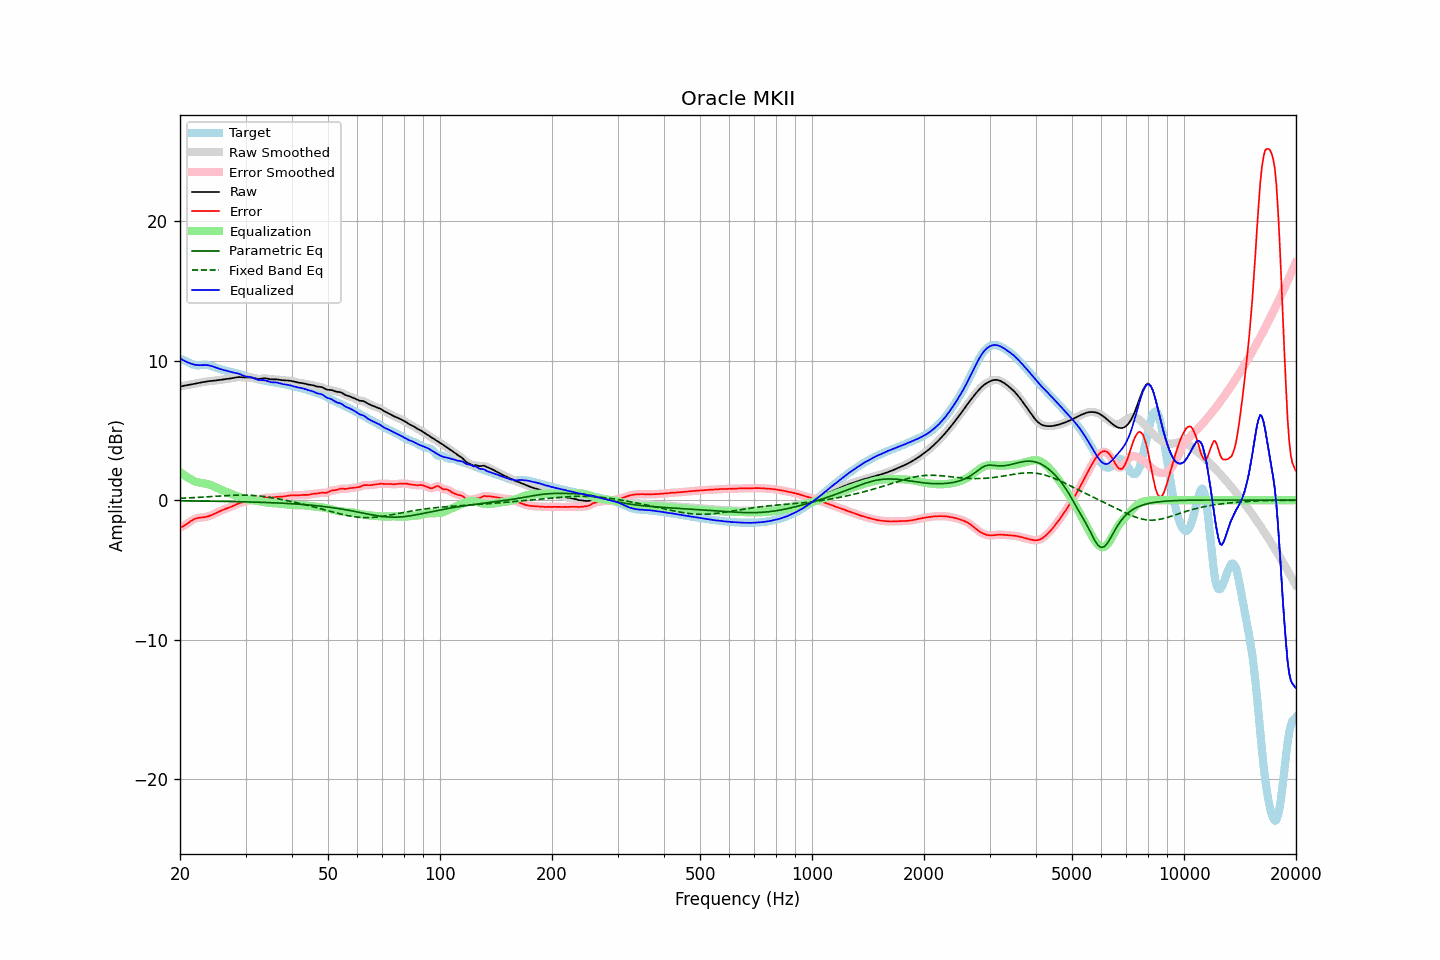 Oracle MKII
Target
Raw Smoothed
Error Smoothed
Raw
Error
Equalization
Parametric Eq
Fixed Band Eq
Equalized
20
10
0
−10
−20
Amplitude (dBr)
20 50 100 200 500 1000 2000 5000 10000 20000
Frequency (Hz)